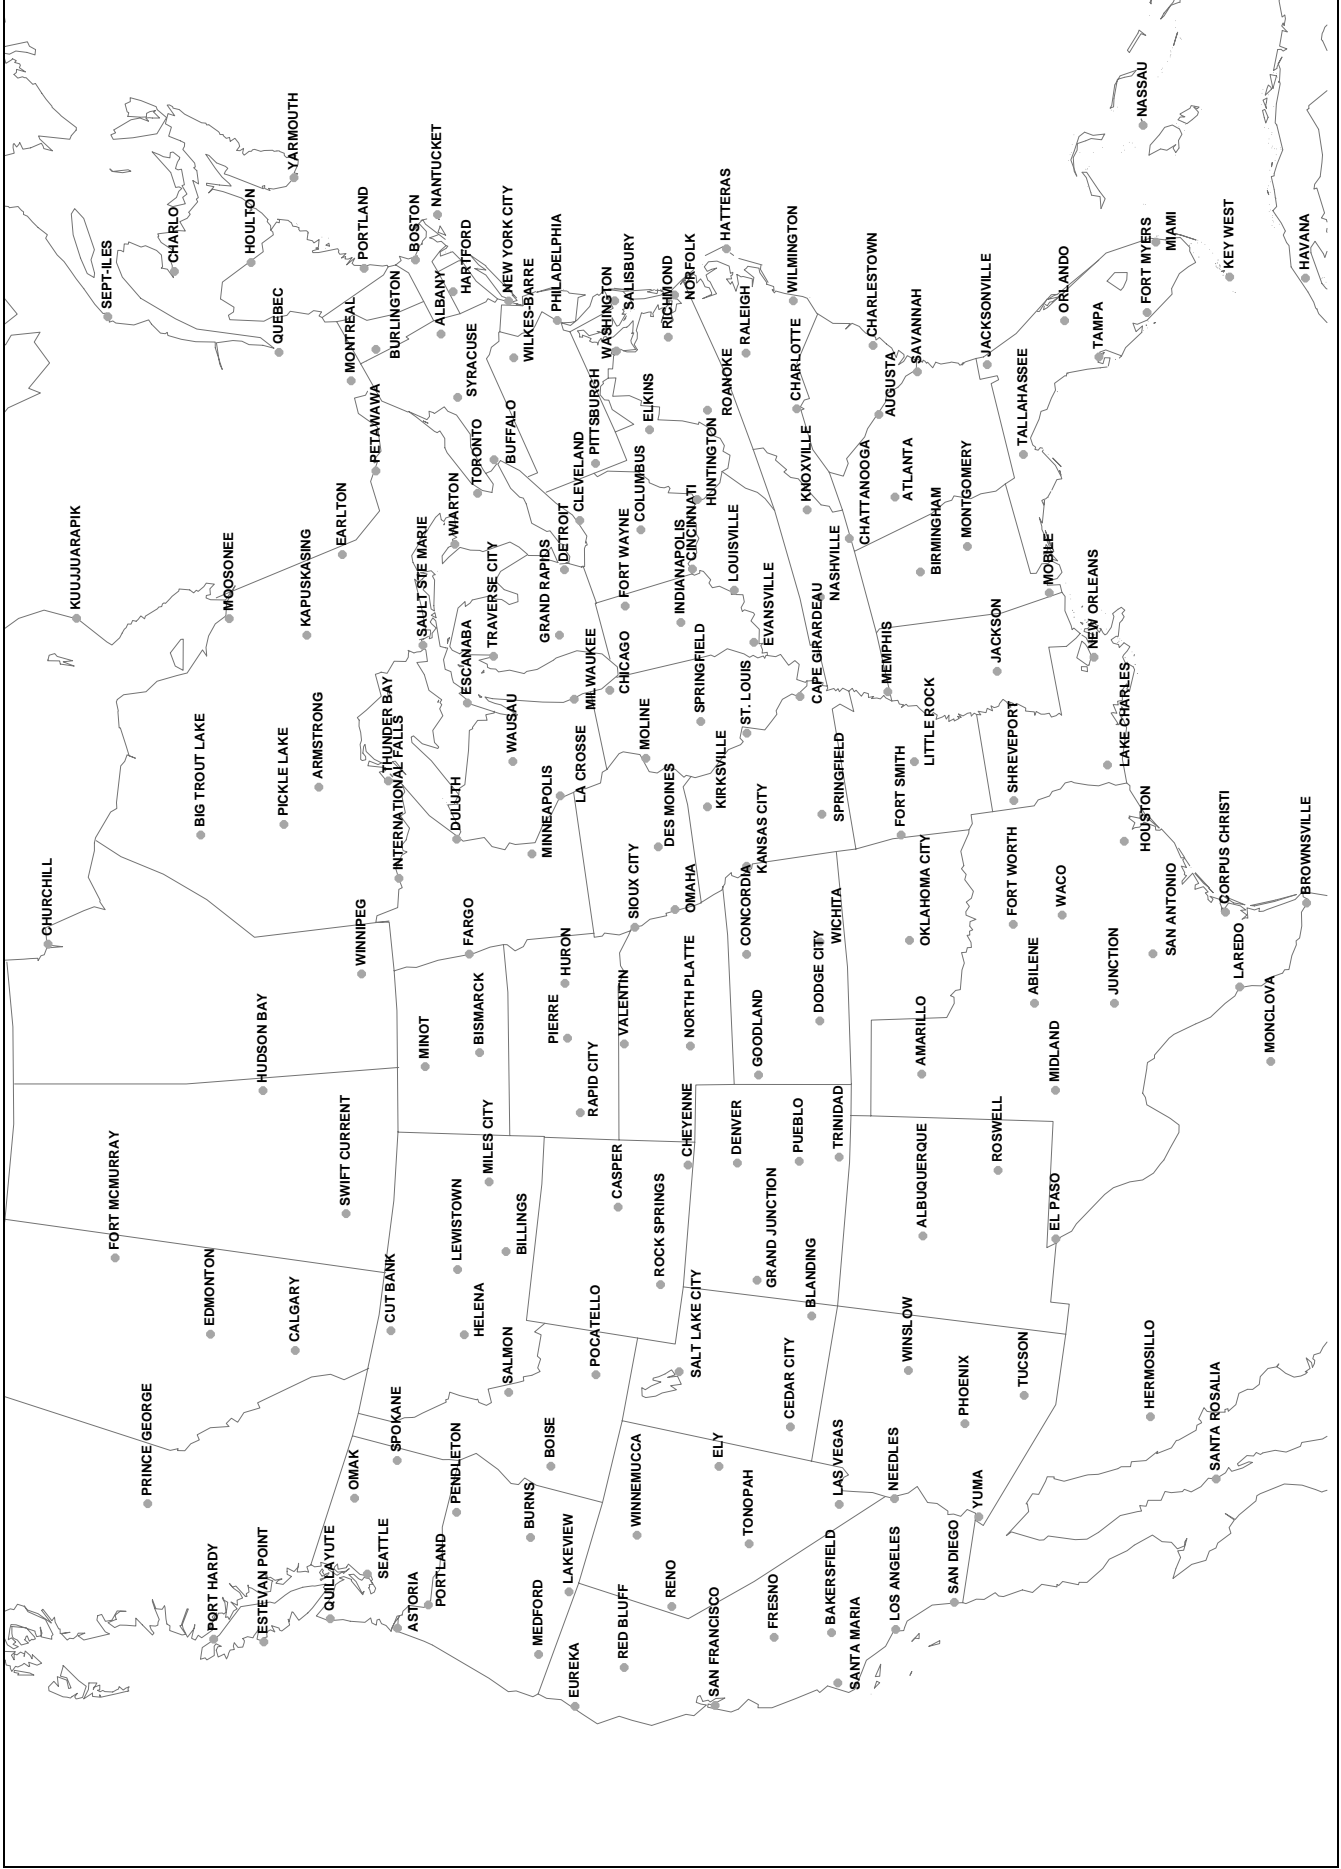 CHURCHILL
KUUJJUARAPIK
SEPT-ILES
FORT MCMURRAY
PRINCE GEORGE
BIG TROUT LAKE
MOOSONEE
CHARLO
PORT HARDY
EDMONTON
HUDSON BAY
PICKLE LAKE
HOULTON
ESTEVAN POINT
CALGARY
ARMSTRONG
KAPUSKASING
QUEBEC
YARMOUTH
QUILLAYUTE
OMAK
SWIFT CURRENT
WINNIPEG
EARLTON
MONTREAL
PORTLAND
SEATTLE
SPOKANE
CUT BANK
INTERNATIONAL FALLS
THUNDER BAY
PETAWAWA
BURLINGTON
BOSTON
NANTUCKET
ASTORIA
PORTLAND
PENDLETON
LEWISTOWN
MINOT
DULUTH
SAULT STE MARIE
WIARTON
ALBANY
HARTFORD
HELENA
MILES CITY
BISMARCK
FARGO
ESCANABA
TRAVERSE CITY
TORONTO
SYRACUSE
SALMON
BILLINGS
WAUSAU
BUFFALO
WILKES-BARRE
NEW YORK CITY
BURNS
BOISE
MINNEAPOLIS
MEDFORD
LAKEVIEW
PIERRE
HURON
LA CROSSE
GRAND RAPIDS
DETROIT
CLEVELAND
PHILADELPHIA
EUREKA
POCATELLO
RAPID CITY
MILWAUKEE
PITTSBURGH
WASHINGTON
RED BLUFF
WINNEMUCCA
CASPER
VALENTIN
SIOUX CITY
CHICAGO
FORT WAYNE
COLUMBUS
SALISBURY
RENO
ROCK SPRINGS
DES MOINES
MOLINE
ELKINS
RICHMOND
NORFOLK
SALT LAKE CITY
CHEYENNE
NORTH PLATTE
OMAHA
SPRINGFIELD
INDIANAPOLIS
CINCINNATI
HUNTINGTON
ROANOKE
HATTERAS
SAN FRANCISCO
ELY
DENVER
KIRKSVILLE
LOUISVILLE
RALEIGH
TONOPAH
GRAND JUNCTION
GOODLAND
CONCORDIA
KANSAS CITY
ST. LOUIS
EVANSVILLE
FRESNO
CEDAR CITY
BLANDING
PUEBLO
CHARLOTTE
WILMINGTON
BAKERSFIELD
LAS VEGAS
TRINIDAD
DODGE CITY
WICHITA
SPRINGFIELD
CAPE GIRARDEAU
NASHVILLE
KNOXVILLE
SANTA MARIA
CHATTANOOGA
CHARLESTOWN
LOS ANGELES
NEEDLES
WINSLOW
FORT SMITH
MEMPHIS
ATLANTA
AUGUSTA
SAVANNAH
ALBUQUERQUE
AMARILLO
OKLAHOMA CITY
LITTLE ROCK
BIRMINGHAM
SAN DIEGO
YUMA
PHOENIX
MONTGOMERY
JACKSONVILLE
TUCSON
ROSWELL
FORT WORTH
SHREVEPORT
JACKSON
TALLAHASSEE
EL PASO
MIDLAND
ABILENE
WACO
MOBILE
ORLANDO
NEW ORLEANS
TAMPA
JUNCTION
HOUSTON
LAKE CHARLES
HERMOSILLO
SAN ANTONIO
FORT MYERS
MIAMI
NASSAU
SANTA ROSALIA
LAREDO
CORPUS CHRISTI
KEY WEST
MONCLOVA
BROWNSVILLE
HAVANA